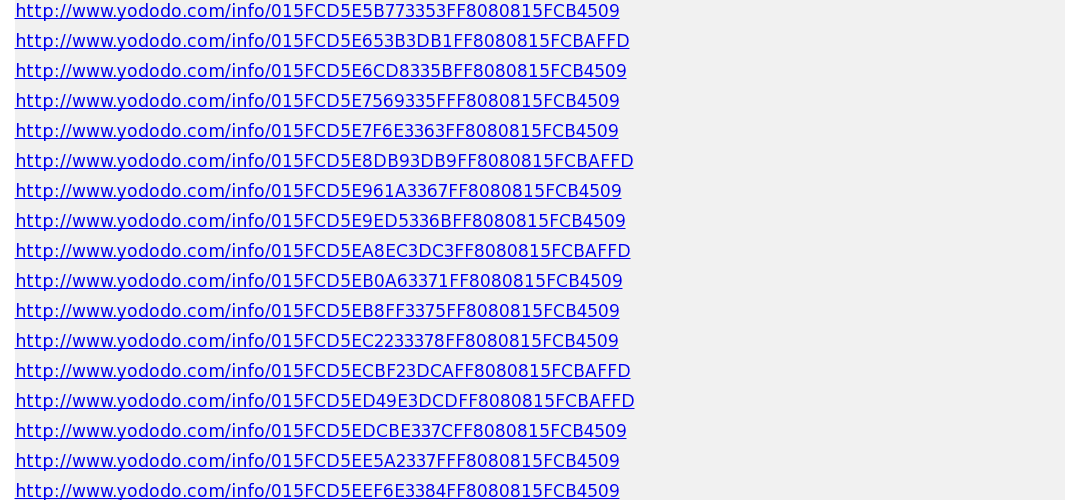 http://www.yododo.com/info/015FCD5E5B773353FF8080815FCB4509
http://www.yododo.com/info/015FCD5E653B3DB1FF8080815FCBAFFD
http://www.yododo.com/info/015FCD5E6CD8335BFF8080815FCB4509
http://www.yododo.com/info/015FCD5E7569335FFF8080815FCB4509
http://www.yododo.com/info/015FCD5E7F6E3363FF8080815FCB4509
http://www.yododo.com/info/015FCD5E8DB93DB9FF8080815FCBAFFD
http://www.yododo.com/info/015FCD5E961A3367FF8080815FCB4509
http://www.yododo.com/info/015FCD5E9ED5336BFF8080815FCB4509
http://www.yododo.com/info/015FCD5EA8EC3DC3FF8080815FCBAFFD
http://www.yododo.com/info/015FCD5EB0A63371FF8080815FCB4509
http://www.yododo.com/info/015FCD5EB8FF3375FF8080815FCB4509
http://www.yododo.com/info/015FCD5EC2233378FF8080815FCB4509
http://www.yododo.com/info/015FCD5ECBF23DCAFF8080815FCBAFFD
http://www.yododo.com/info/015FCD5ED49E3DCDFF8080815FCBAFFD
http://www.yododo.com/info/015FCD5EDCBE337CFF8080815FCB4509
http://www.yododo.com/info/015FCD5EE5A2337FFF8080815FCB4509
http://www.yododo.com/info/015FCD5EEF6E3384FF8080815FCB4509